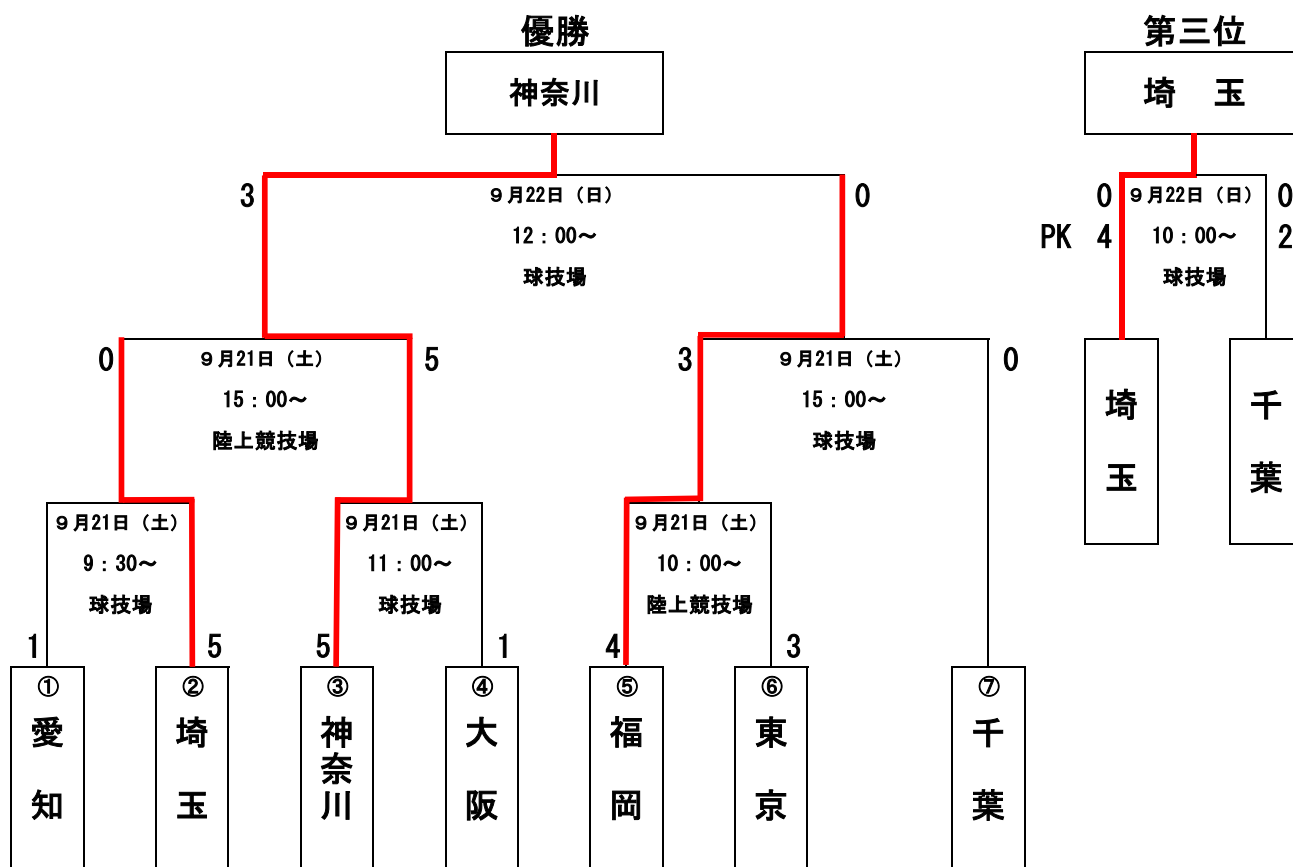 優勝
神奈川
3
9月22日（日）
0
12：00～
球技場
0
9月21日（土）
5
15：00～
陸上競技場
3
9月21日（土）
0
15：00～
球技場
9月21日（土）
9：30～
球技場
1
5
9月21日（土）
11：00～
球技場
5
1
9月21日（土）
10：00～
陸上競技場
4
3
①
愛知
②
埼玉
③
神奈川
④
大阪
⑤
福岡
⑥
東京
⑦
千葉
第三位
埼　玉
0
9月22日（日）
0
PK 4
10：00～
2
球技場
埼玉
千葉